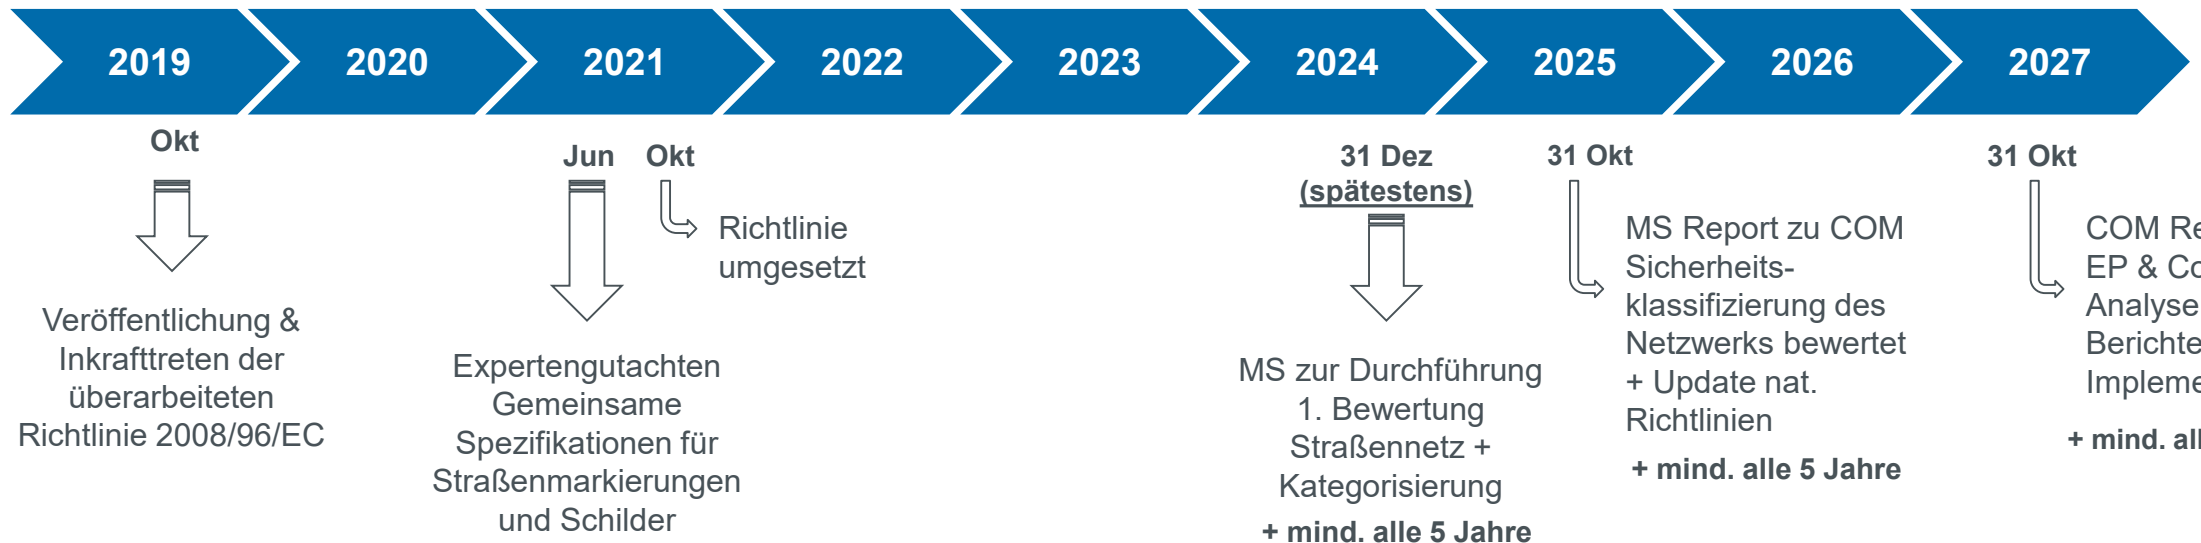 2019
2020
2021
2022
2023
2024
2025
2026
2027
Okt
Veröffentlichung &
Inkrafttreten der
überarbeiteten
Richtlinie 2008/96/EC
Jun
Expertengutachten
Gemeinsame
Spezifikationen für
Straßenmarkierungen
und Schilder
Okt
Richtlinie
umgesetzt
31 Dez
(spätestens)
MS zur Durchführung
1. Bewertung
Straßennetz +
Kategorisierung
+ mind. alle 5 Jahre
31 Okt
MS Report zu COM
Sicherheits-
klassifizierung des
Netzwerks bewertet
+ Update nat.
Richtlinien
+ mind. alle 5 Jahre
31 Okt
COM
EP &
Analyse
Berichte
+ mind.